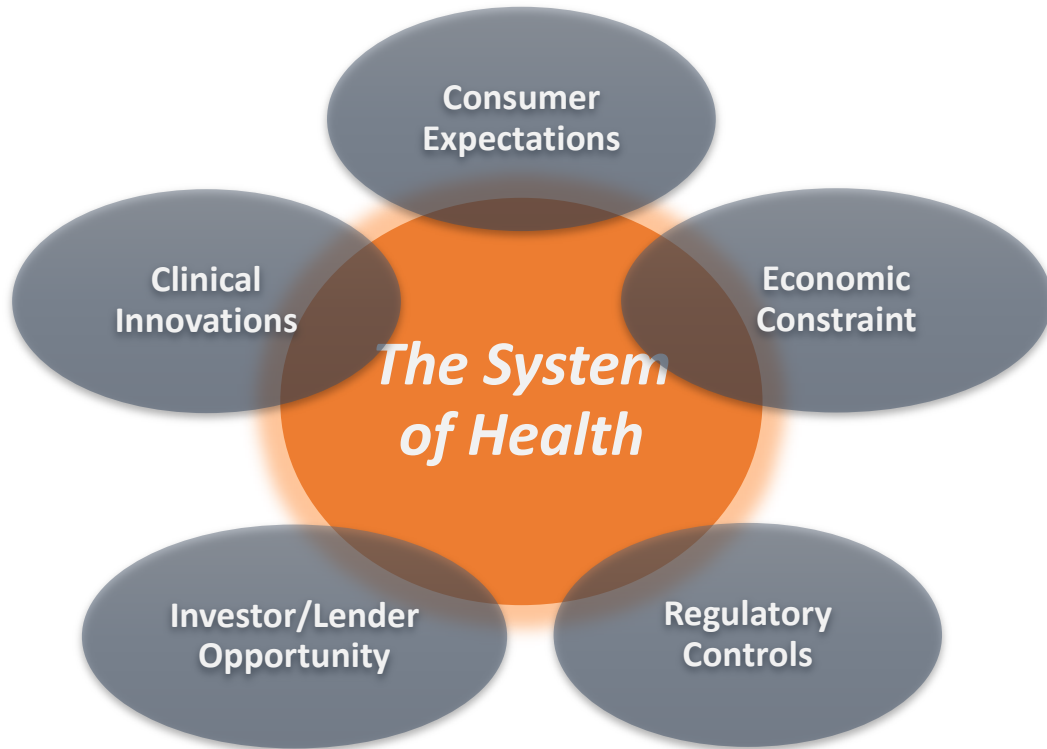 Consumer
Expectations
Clinical
Innovations
Economic
Constraint
The System
of Health
Investor/Lender
Opportunity
Regulatory
Controls